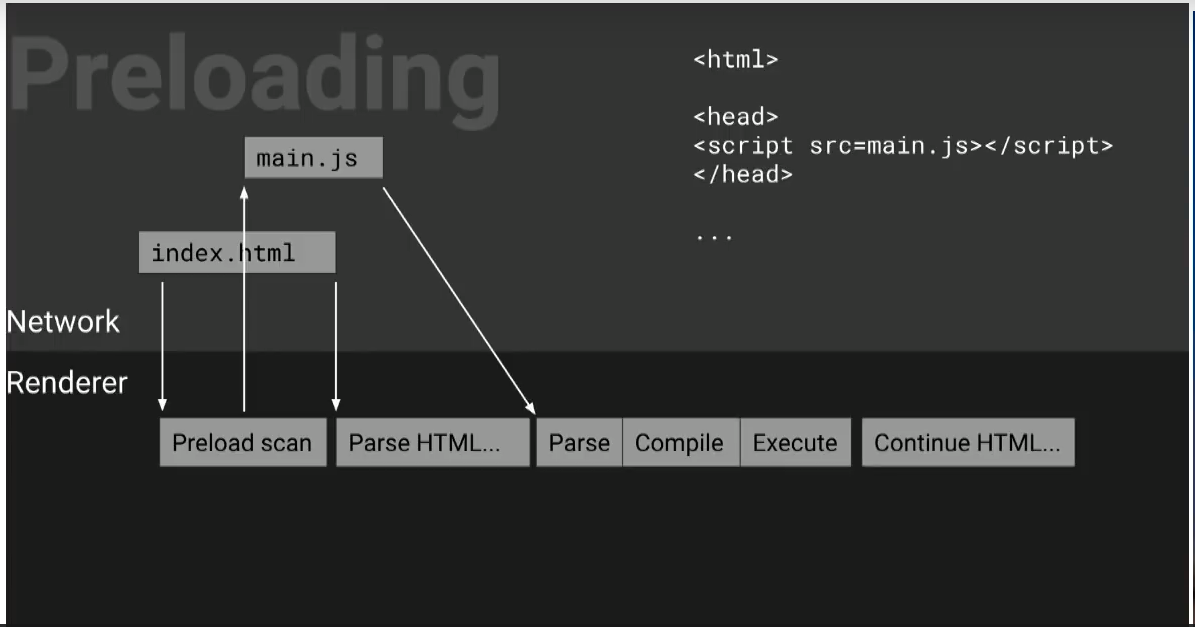 Preloading
<html>
<head>
<script src=main.js></script>
</head>
...
main.js
index.html
Network
Renderer
Preload scan
Parse HTML...
Parse
Compile
Execute
Continue HTML...